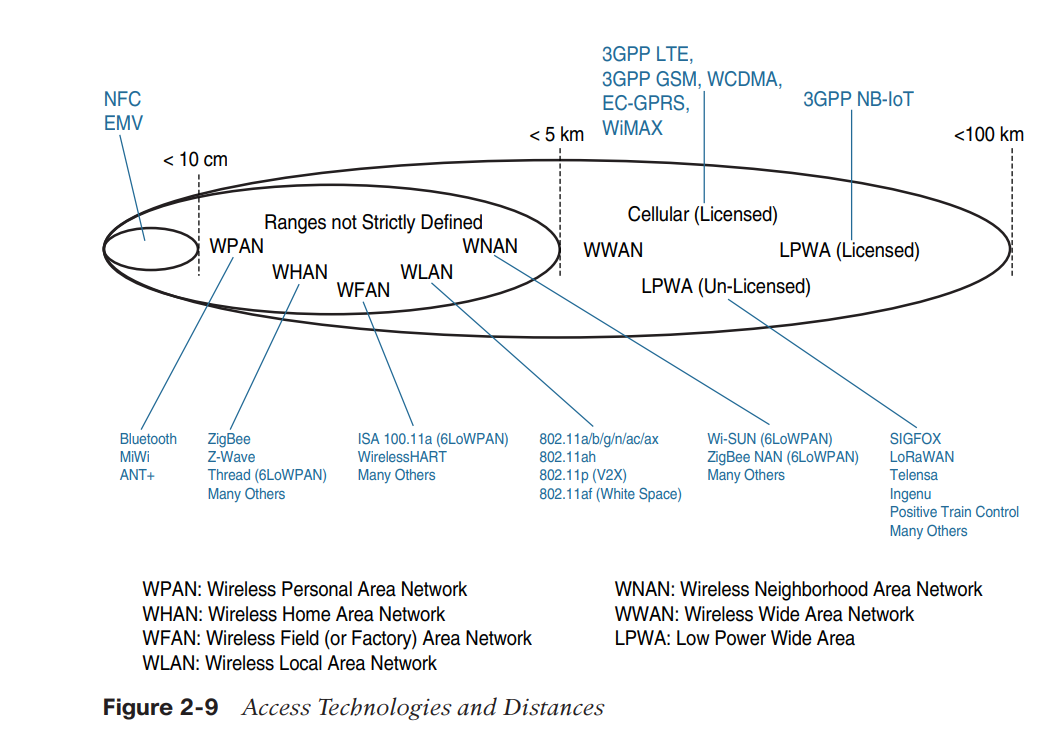 3GPP LTE,
3GPP GSM, WCDMA,
EC-GPRS,
WiMAX
3GPP NB-IoT
NFC
EMV
< 10 cm
< 5 km
<100 km
Ranges not Strictly Defined
Cellular (Licensed)
WPAN
WNAN
WWAN
LPWA (Licensed)
WHAN
WLAN
WFAN
LPWA (Un-Licensed)
Bluetooth
MiWi
ANT+
ZigBee
Z-Wave
Thread (6LoWPAN)
Many Others
ISA 100.11a (6LoWPAN)
WirelessHART
Many Others
802.11a/b/g/n/ac/ax
802.11ah
802.11p (V2X)
802.11af (White Space)
Wi-SUN (6LoWPAN)
ZigBee NAN (6LoWPAN)
Many Others
SIGFOX
LoRaWAN
Telensa
Ingenu
Positive Train Control
Many Others
WPAN: Wireless Personal Area Network
WHAN: Wireless Home Area Network
WFAN: Wireless Field (or Factory) Area Network
WLAN: Wireless Local Area Network
WNAN: Wireless Neighborhood Area Network
WWAN: Wireless Wide Area Network
LPWA: Low Power Wide Area
Figure 2-9 Access Technologies and Distances